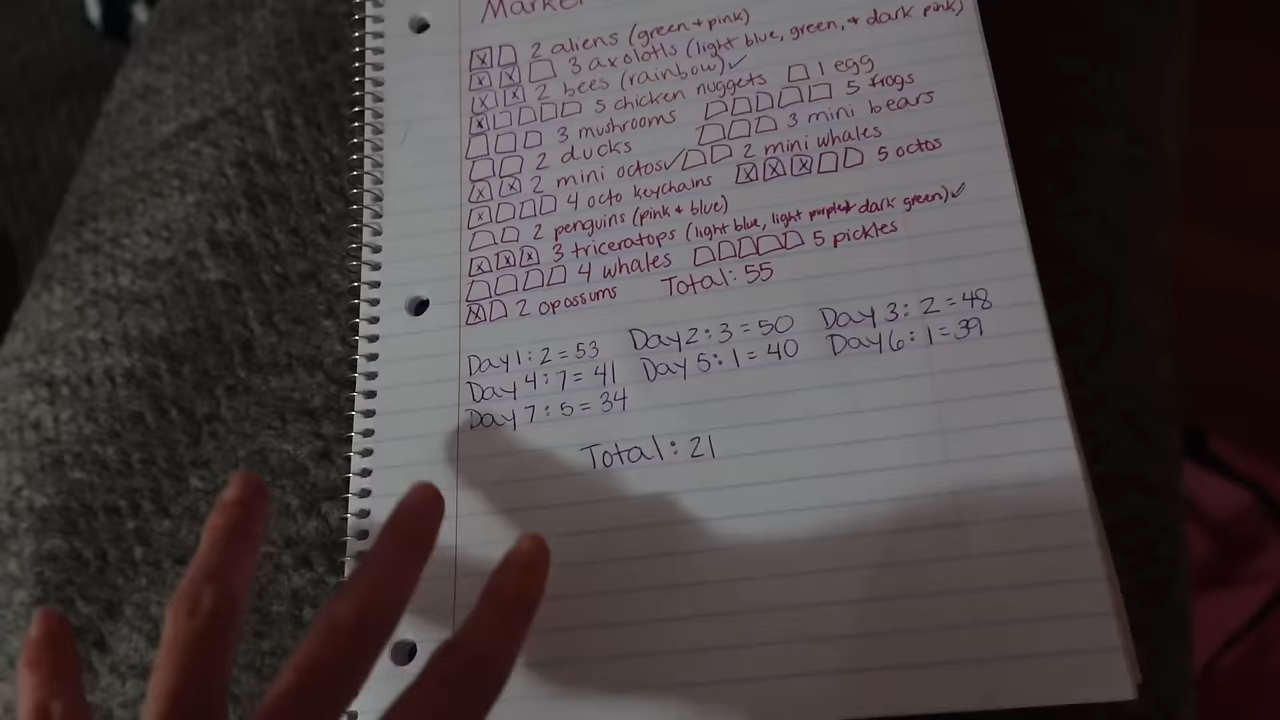 Marke
☒☐ 2 aliens (green + pink)
☒☒☐ 3 axolotls (light blue, green, + dark pink)
☒☒ 2 bees (rainbow) ✓
☒☐☐☐☐ 5 chicken nuggets ☐ 1 egg
☐☐☐ 3 mushrooms ☐☐☐☐☐ 5 frogs
☐☐ 2 ducks ☐☐☐ 3 mini bears
☒☒ 2 mini octos ✓ ☐☐ 2 mini whales
☒☐☐☐ 4 octo keychains ☒☒☒☐☐ 5 octos
☐☐ 2 penguins (pink + blue)
☒☒☒ 3 triceratops (light blue, light purple + dark green) ✓
☐☐☐☐ 4 whales ☐☐☐☐☐ 5 pickles
☒☐ 2 opossums Total: 55
Day 1: 2 = 53 Day 2: 3 = 50 Day 3: 2 = 48
Day 4: 7 = 41 Day 5: 1 = 40 Day 6: 1 = 39
Day 7: 5 = 34
Total: 21